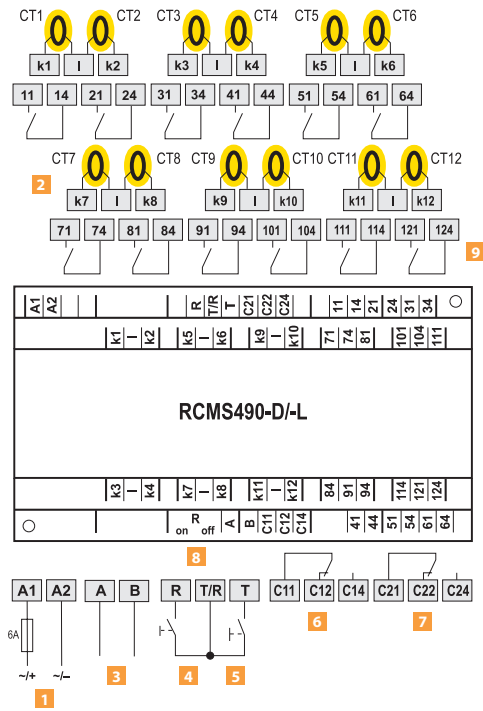 CT1 CT2 CT3 CT4 CT5 CT6
k1 I k2 k3 I k4 k5 I k6
11 14 21 24 31 34 41 44 51 54 61 64
CT7 CT8 CT9 CT10 CT11 CT12
2
k7 I k8 k9 I k10 k11 I k12
71 74 81 84 91 94 101 104 111 114 121 124
9
A1 A2 R T/R T C21 C22 C24 11 14 21 24 31 34
k1 I k2 k5 I k6 k9 I k10 71 74 81 101 104 111
RCMS490-D/-L
k3 I k4 k7 I k8 k11 I k12 84 91 94 114 121 124
on R off A B C11 C12 C14 41 44 51 54 61 64
8
A1 A2 A B R T/R T C11 C12 C14 C21 C22 C24
6 7
6A
~/+ ~/– 3 4 5
1